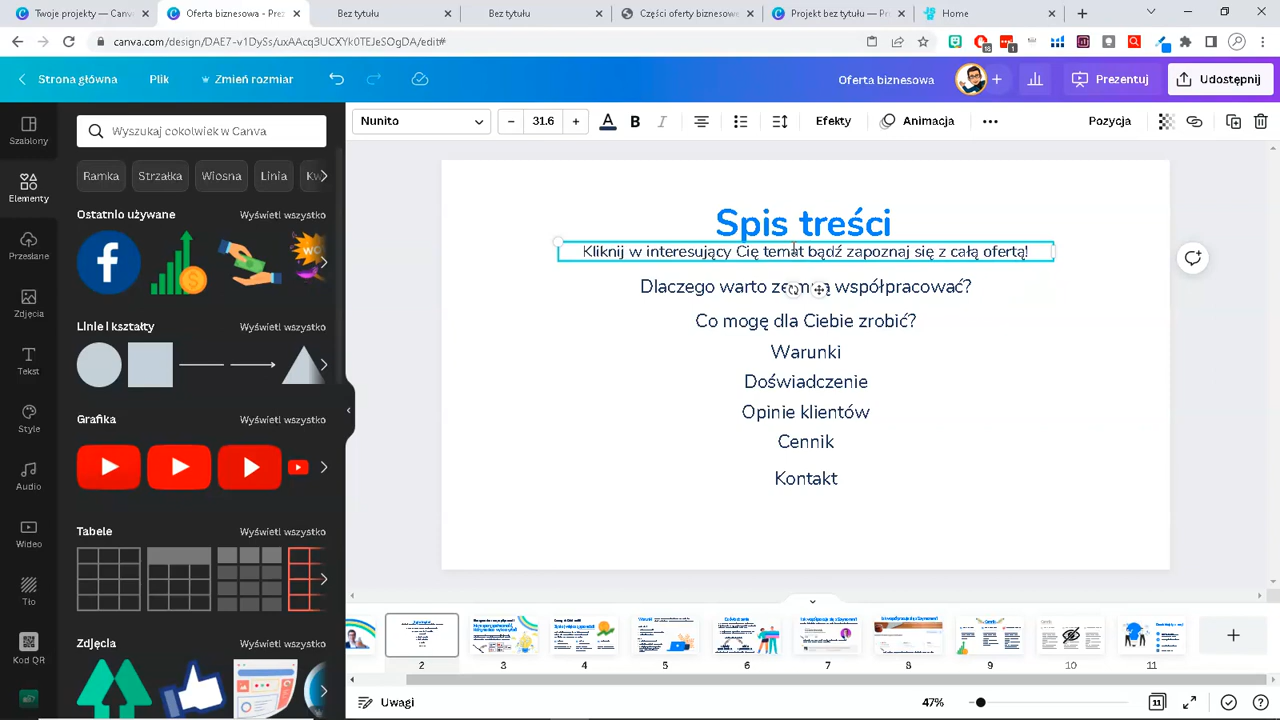 Twoje projekty — Canv
Oferta biznesowa - Prez
Bez tytułu
Bez tytułu
Części oferty biznesowe
Projekt bez tytułu — Pr
Home
canva.com/design/DAE7-v1DySs/uxAAcq3UCXYk0TEJeSOgDA/edit#
Strona główna
Plik
Zmień rozmiar
Oferta biznesowa
Prezentuj
Udostępnij
Szablony
Elementy
Przesłane
Zdjęcia
Tekst
Style
Audio
Wideo
Tło
Kod QR
Wyszukaj cokolwiek w Canva
Ramka
Strzałka
Wiosna
Linia
Ostatnio używane
Wyświetl wszystko
Linie i kształty
Wyświetl wszystko
Grafika
Wyświetl wszystko
Tabele
Wyświetl wszystko
Wyświetl wszystko
Nunito
31.6
A
B
I
Efekty
Animacja
Pozycja
Spis treści
Kliknij w interesujący Cię temat bądź zapoznaj się z całą ofertą!
Dlaczego warto ze mną współpracować?
Co mogę dla Ciebie zrobić?
Warunki
Doświadczenie
Opinie klientów
Cennik
Kontakt
2
3
4
5
6
7
8
9
10
11
Uwagi
47%
11